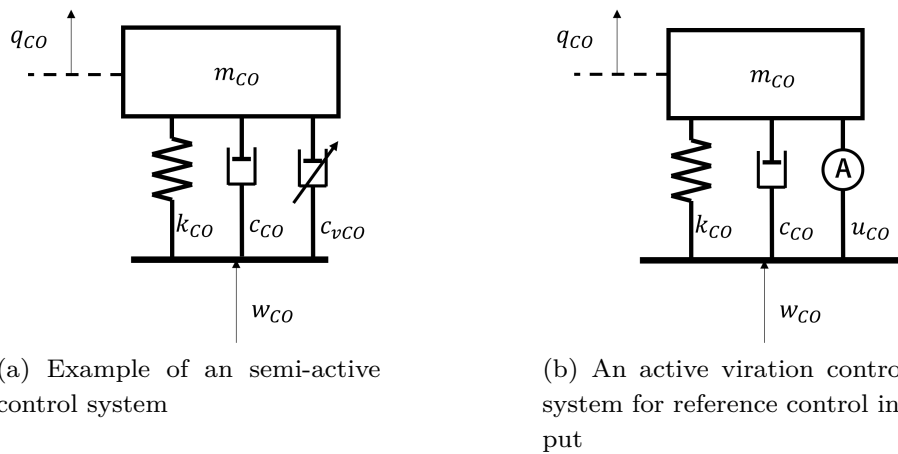 q_CO
m_CO
k_CO
c_CO
c_vCO
w_CO
(a) Example of an semi-active
control system
q_CO
m_CO
A
k_CO
c_CO
u_CO
w_CO
(b) An active viration contro
system for reference control in
put